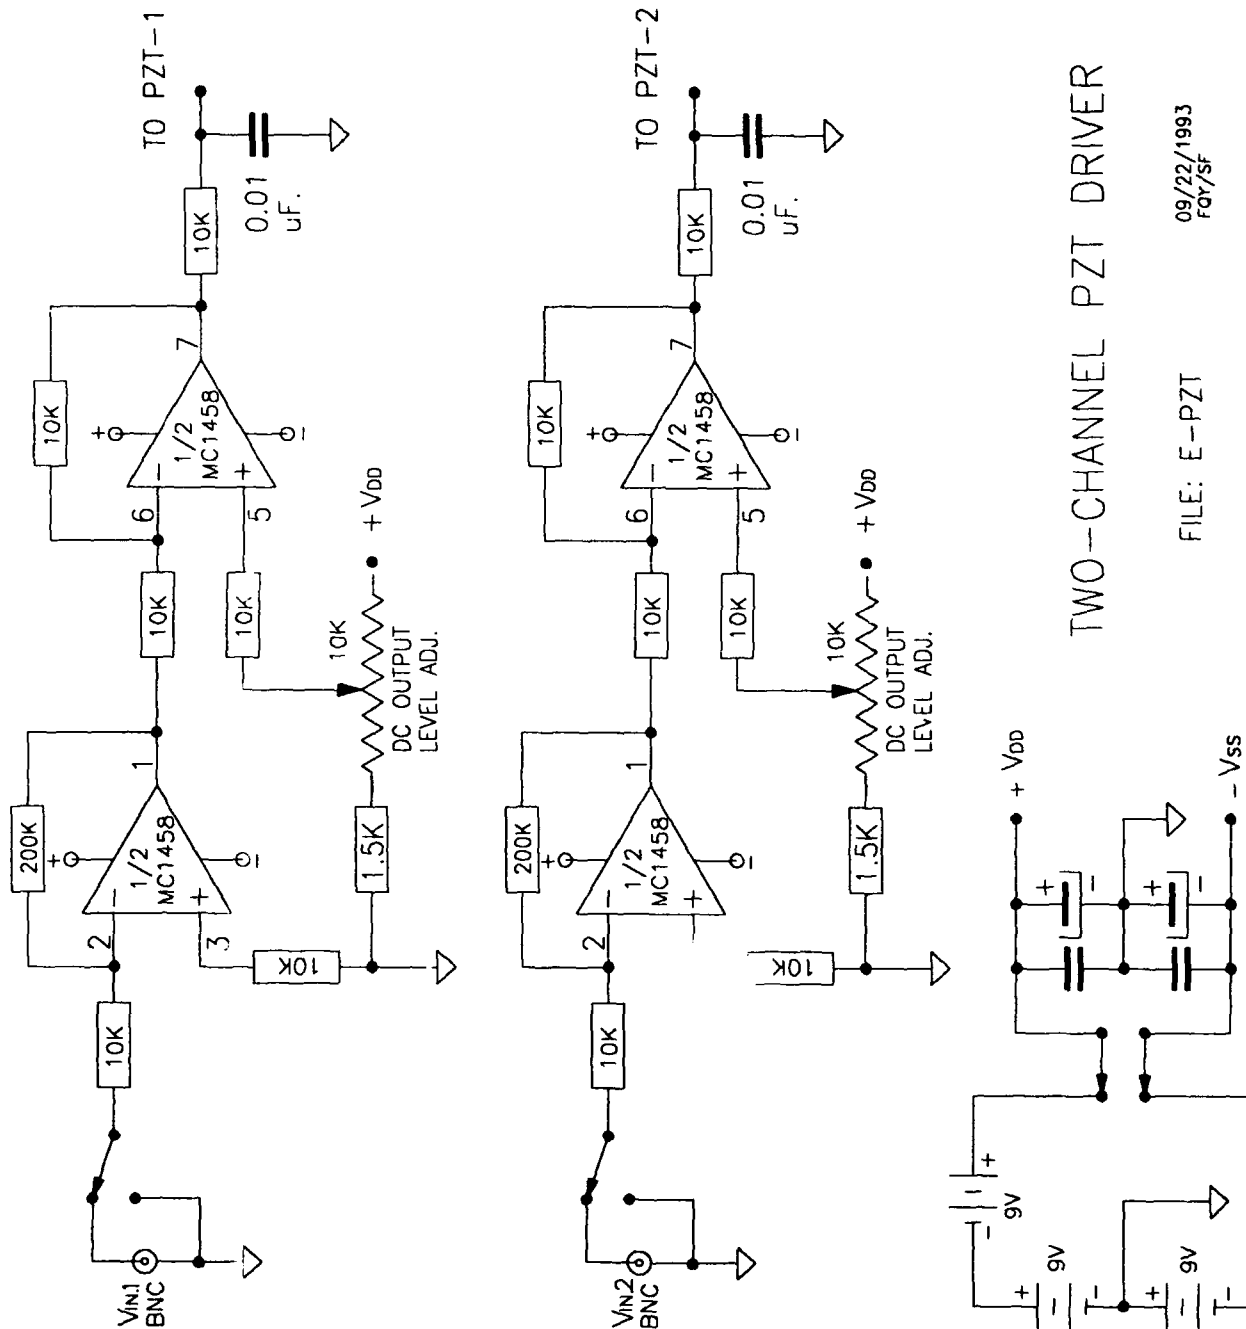 VIN.1
BNC
10K
2
3
200K
+
-
1/2
MC1458
-
+
1
10K
10K
1.5K
10K
DC OUTPUT
LEVEL ADJ.
+ VDD
10K
6
5
10K
+
-
1/2
MC1458
-
+
7
10K
0.01
uF.
TO PZT-1
VIN.2
BNC
10K
2
200K
+
-
1/2
MC1458
-
+
1
10K
10K
1.5K
10K
DC OUTPUT
LEVEL ADJ.
+ VDD
10K
6
5
10K
+
-
1/2
MC1458
-
+
7
10K
0.01
uF.
TO PZT-2
9V
+
-
9V
+
-
9V
+
-
+
-
+
-
+ VDD
- VSS
TWO-CHANNEL PZT DRIVER
FILE: E-PZT
09/22/1993
FQY/SF